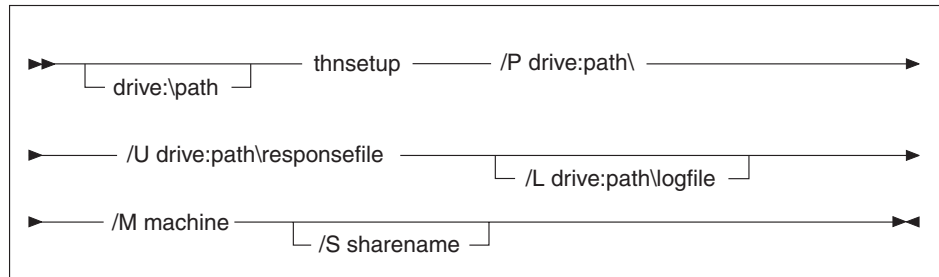 thnsetup /P drive:path\
drive:\path
/U drive:path\responsefile
/L drive:path\logfile
/M machine
/S sharename